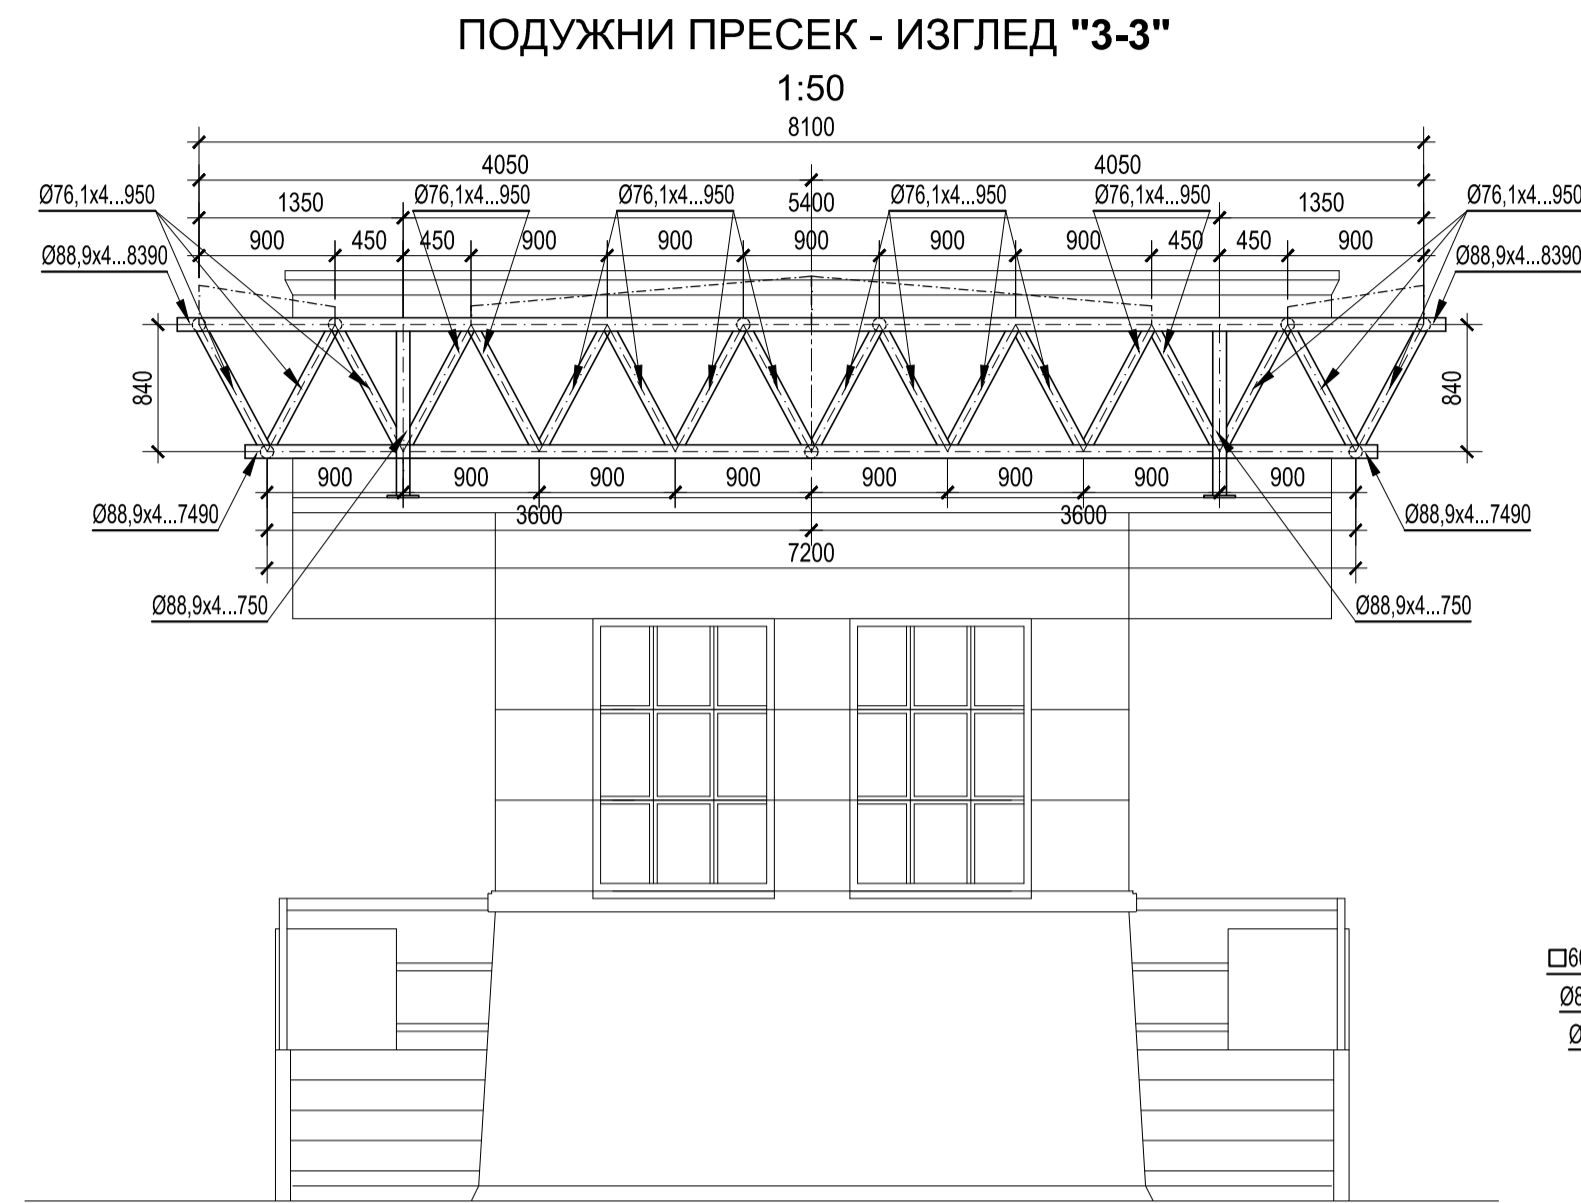 ПОДУЖНИ ПРЕСЕК - ИЗГЛЕД "3-3"
1:50
8100
4050 4050
Ø76,1x4...950 1350 Ø76,1x4...950 Ø76,1x4...950 5400 Ø76,1x4...950 Ø76,1x4...950 1350 Ø76,1x4...950
900 450 450 900 900 900 900 900 450 450 900
Ø88,9x4...8390 Ø88,9x4...8390
840 840
900 900 900 900 900 900 900 900
Ø88,9x4...7490 3600 3600 Ø88,9x4...7490
7200
Ø88,9x4...750 Ø88,9x4...750